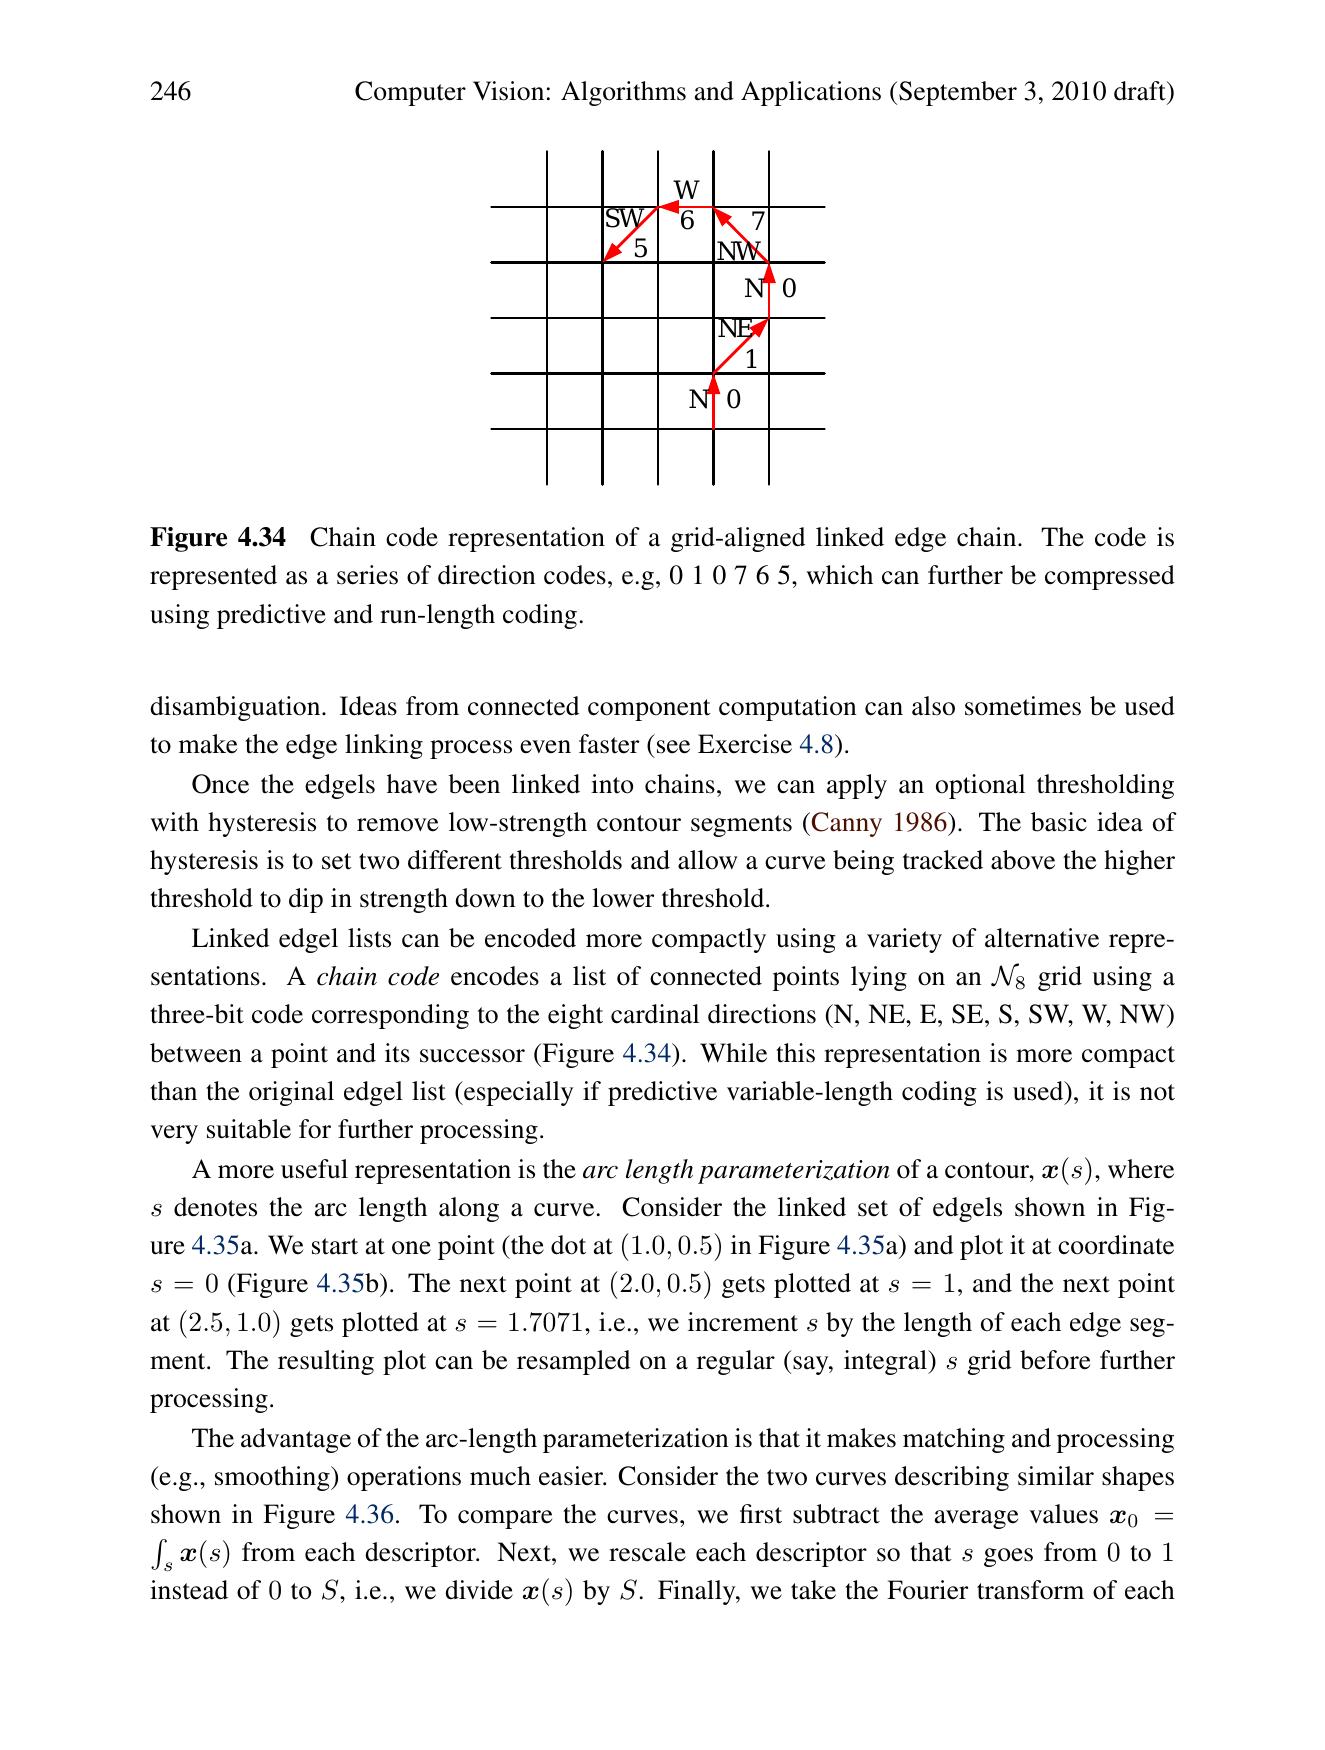 246 Computer Vision: Algorithms and Applications (September 3, 2010 draft)
W
SW 6 7
5 NW
N 0
NE
1
N 0
Figure 4.34 Chain code representation of a grid-aligned linked edge chain. The code is
represented as a series of direction codes, e.g, 0 1 0 7 6 5, which can further be compressed
using predictive and run-length coding.
disambiguation. Ideas from connected component computation can also sometimes be used
to make the edge linking process even faster (see Exercise 4.8).
Once the edgels have been linked into chains, we can apply an optional thresholding
with hysteresis to remove low-strength contour segments (Canny 1986). The basic idea of
hysteresis is to set two different thresholds and allow a curve being tracked above the higher
threshold to dip in strength down to the lower threshold.
Linked edgel lists can be encoded more compactly using a variety of alternative repre-
sentations. A chain code encodes a list of connected points lying on an 𝒩₈ grid using a
three-bit code corresponding to the eight cardinal directions (N, NE, E, SE, S, SW, W, NW)
between a point and its successor (Figure 4.34). While this representation is more compact
than the original edgel list (especially if predictive variable-length coding is used), it is not
very suitable for further processing.
A more useful representation is the arc length parameterization of a contour, x(s), where
s denotes the arc length along a curve. Consider the linked set of edgels shown in Fig-
ure 4.35a. We start at one point (the dot at (1.0, 0.5) in Figure 4.35a) and plot it at coordinate
s = 0 (Figure 4.35b). The next point at (2.0, 0.5) gets plotted at s = 1, and the next point
at (2.5, 1.0) gets plotted at s = 1.7071, i.e., we increment s by the length of each edge seg-
ment. The resulting plot can be resampled on a regular (say, integral) s grid before further
processing.
The advantage of the arc-length parameterization is that it makes matching and processing
(e.g., smoothing) operations much easier. Consider the two curves describing similar shapes
shown in Figure 4.36. To compare the curves, we first subtract the average values x₀ =
∫ₛ x(s) from each descriptor. Next, we rescale each descriptor so that s goes from 0 to 1
instead of 0 to S, i.e., we divide x(s) by S. Finally, we take the Fourier transform of each